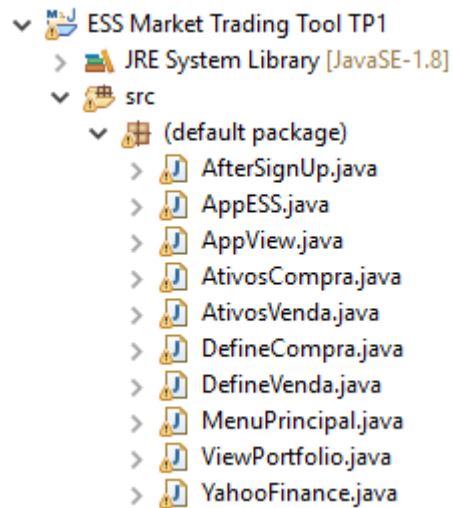 ESS Market Trading Tool TP1
JRE System Library [JavaSE-1.8]
src
(default package)
AfterSignUp.java
AppESS.java
AppView.java
AtivosCompra.java
AtivosVenda.java
DefineCompra.java
DefineVenda.java
MenuPrincipal.java
ViewPortfolio.java
YahooFinance.java